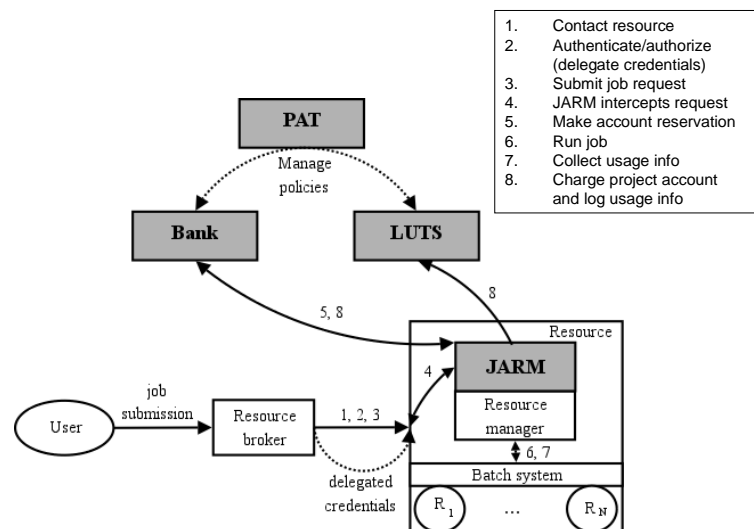 1. Contact resource
2. Authenticate/authorize
(delegate credentials)
3. Submit job request
4. JARM intercepts request
5. Make account reservation
6. Run job
7. Collect usage info
8. Charge project account
and log usage info
PAT
Manage
policies
Bank
LUTS
5, 8
8
Resource
JARM
4
Resource
manager
6, 7
Batch system
R 1
...
R N
User
job
submission
Resource
broker
1, 2, 3
delegated
credentials